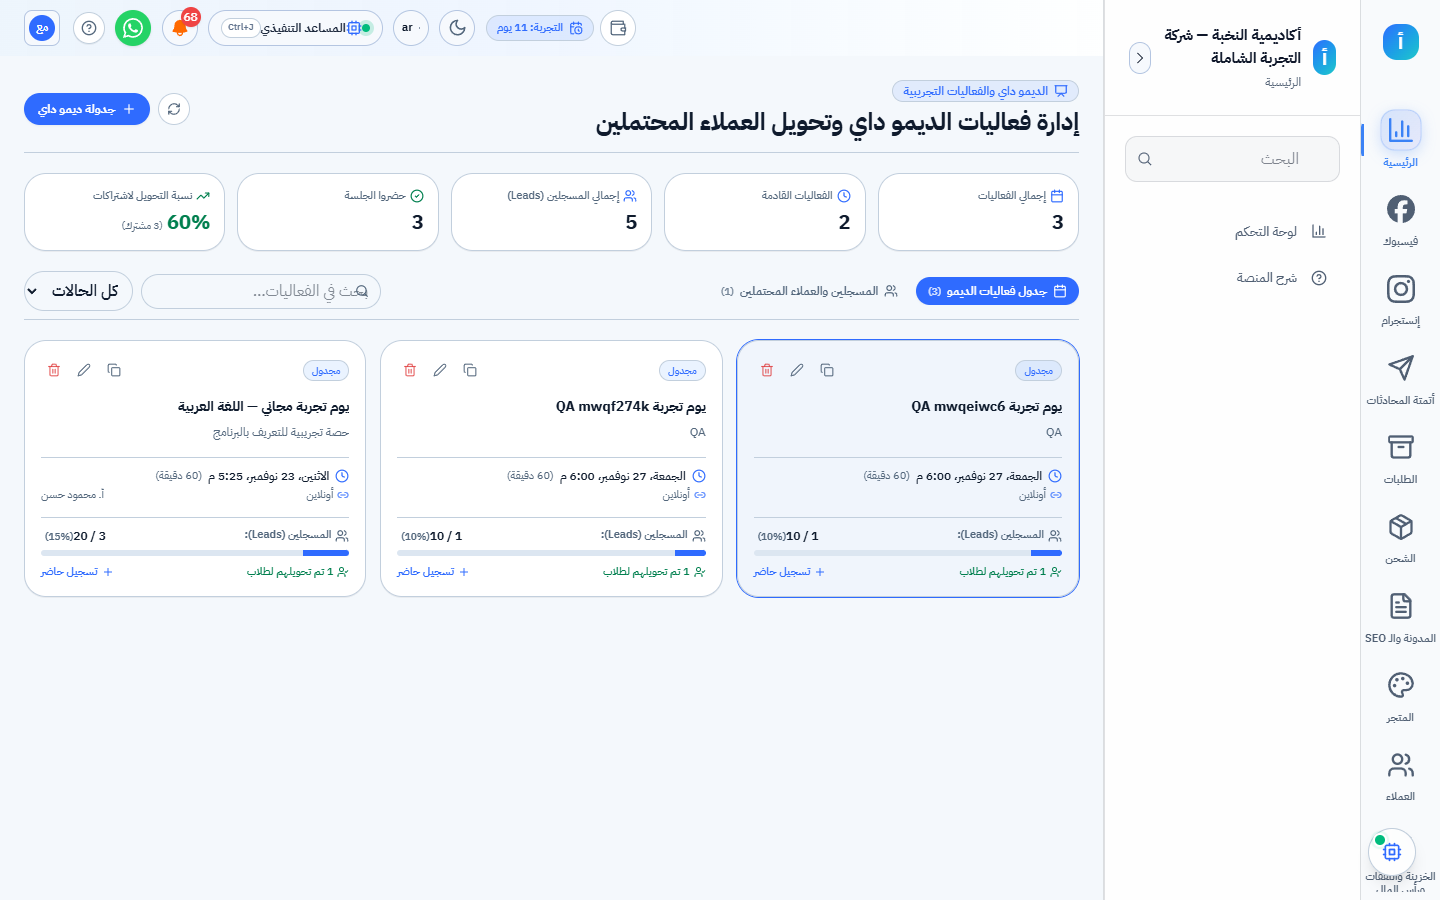 أ
الرئيسية
فيسبوك
إنستجرام
أتمتة المحادثات
الطلبات
الشحن
المدونة والـ SEO
المتجر
العملاء
الخزينة والنفقات
ورأس المال
أ
أكاديمية النخبة — شركة
التجربة الشاملة
الرئيسية
البحث
لوحة التحكم
شرح المنصة
التجربة: 11 يوم
ar
المساعد التنفيذي
Ctrl+J
68
مع
الديمو داي والفعاليات التجريبية
إدارة فعاليات الديمو داي وتحويل العملاء المحتملين
جدولة ديمو داي
إجمالي الفعاليات
3
الفعاليات القادمة
2
إجمالي المسجلين (Leads)
5
حضروا الجلسة
3
نسبة التحويل لاشتراكات
60% (3 مشترك)
جدول فعاليات الديمو (3)
المسجلين والعملاء المحتملين (1)
بحث في الفعاليات...
كل الحالات
مجدول
يوم تجربة QA mwqeiwc6
QA
الجمعة، 27 نوفمبر، 6:00 م (60 دقيقة)
أونلاين
المسجلين (Leads):
1 / 10 (10%)
1 تم تحويلهم لطلاب
تسجيل حاضر
مجدول
يوم تجربة QA mwqf274k
QA
الجمعة، 27 نوفمبر، 6:00 م (60 دقيقة)
أونلاين
المسجلين (Leads):
1 / 10 (10%)
1 تم تحويلهم لطلاب
تسجيل حاضر
مجدول
يوم تجربة مجاني — اللغة العربية
حصة تجريبية للتعريف بالبرنامج
الاثنين، 23 نوفمبر، 5:25 م (60 دقيقة)
أونلاين
أ. محمود حسن
المسجلين (Leads):
3 / 20 (15%)
1 تم تحويلهم لطلاب
تسجيل حاضر